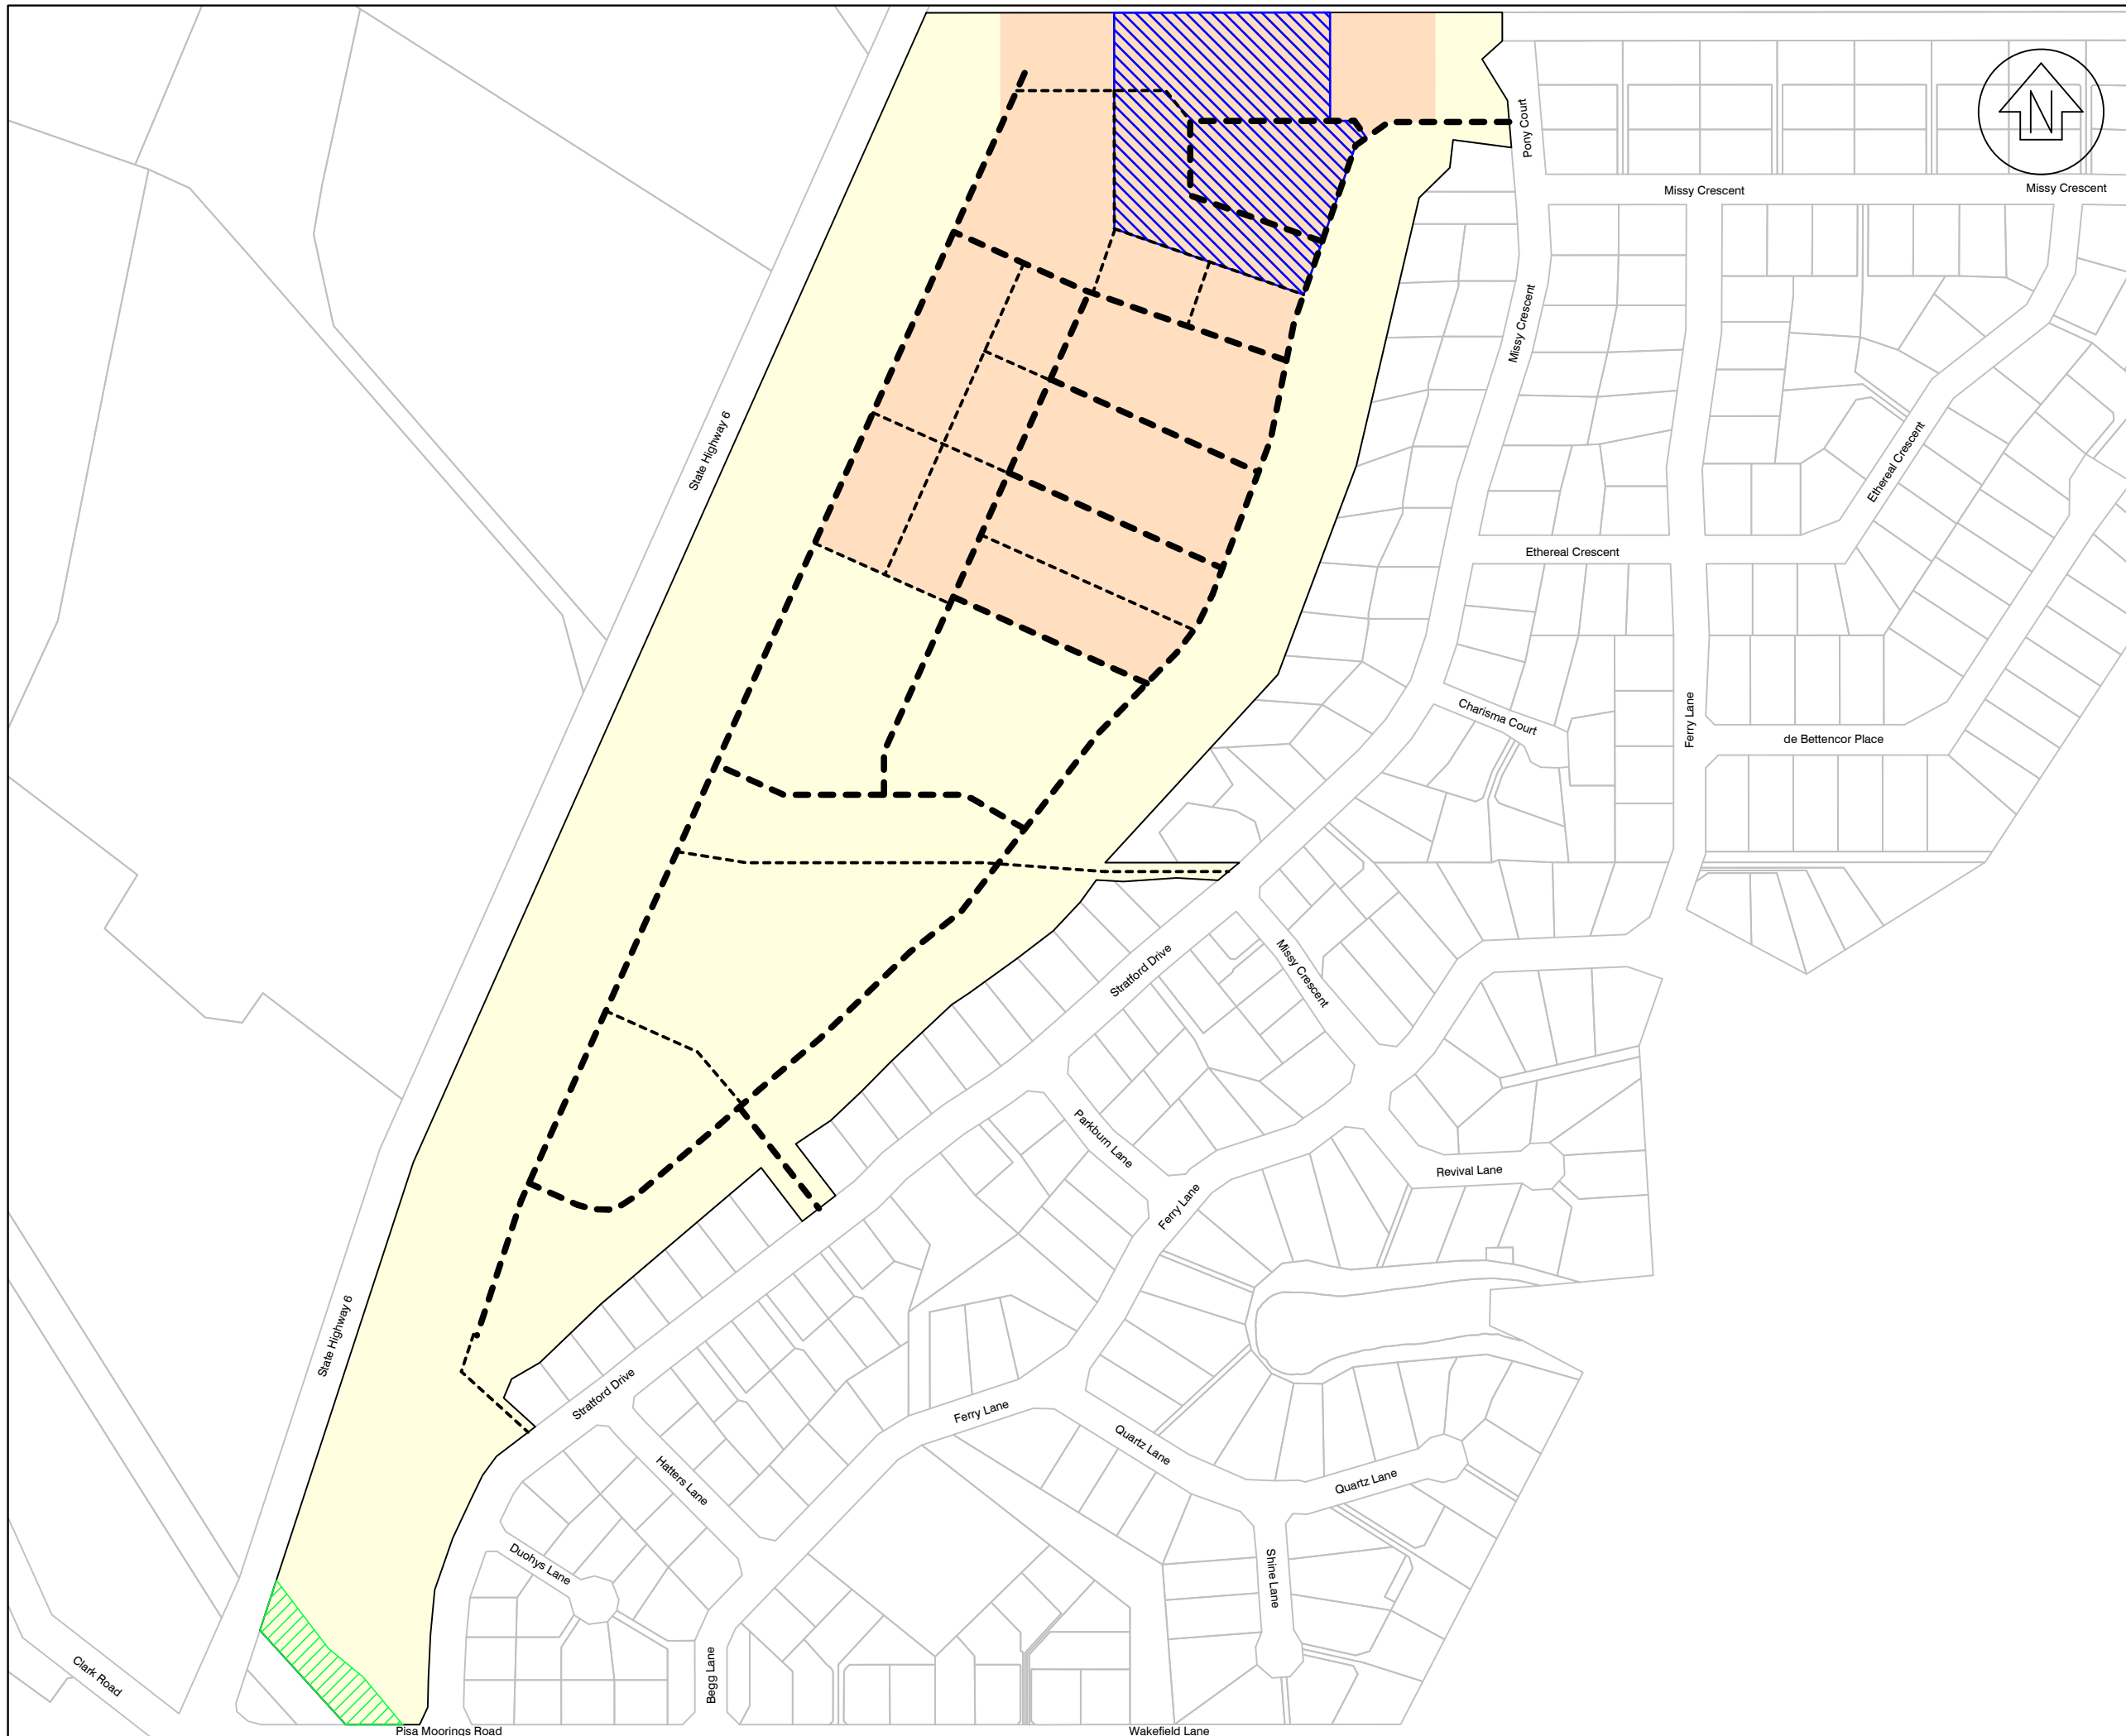 N
Pony Court
Missy Crescent
Missy Crescent
Missy Crescent
State Highway 6
Ethereal Crescent
Ethereal Crescent
Charisma Court
Ferry Lane
de Bettencor Place
Stratford Drive
Missy Crescent
Parkburn Lane
Revival Lane
Ferry Lane
State Highway 6
Stratford Drive
Ferry Lane
Quartz Lane
Quartz Lane
Hatters Lane
Duohys Lane
Shine Lane
Clark Road
Begg Lane
Pisa Moorings Road
Wakefield Lane